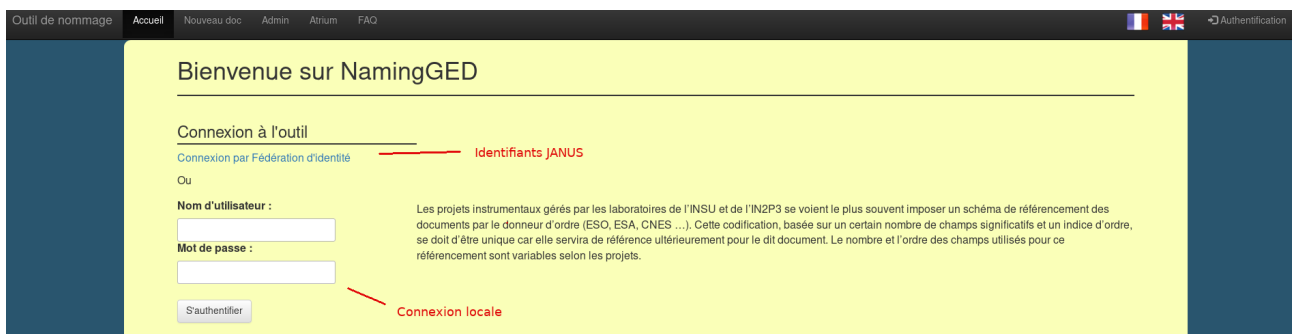 Outil de nommage Accueil Nouveau doc Admin Atrium FAQ Authentification
Bienvenue sur NamingGED
Connexion à l'outil
Connexion par Fédération d'identité
Identifiants JANUS
Ou
Nom d'utilisateur :
Mot de passe :
Les projets instrumentaux gérés par les laboratoires de l'INSU et de l'IN2P3 se voient le plus souvent imposer un schéma de référencement des
documents par le donneur d'ordre (ESO, ESA, CNES …). Cette codification, basée sur un certain nombre de champs significatifs et un indice d'ordre,
se doit d'être unique car elle servira de référence ultérieurement pour le dit document. Le nombre et l'ordre des champs utilisés pour ce
référencement sont variables selon les projets.
S'authentifier
Connexion locale